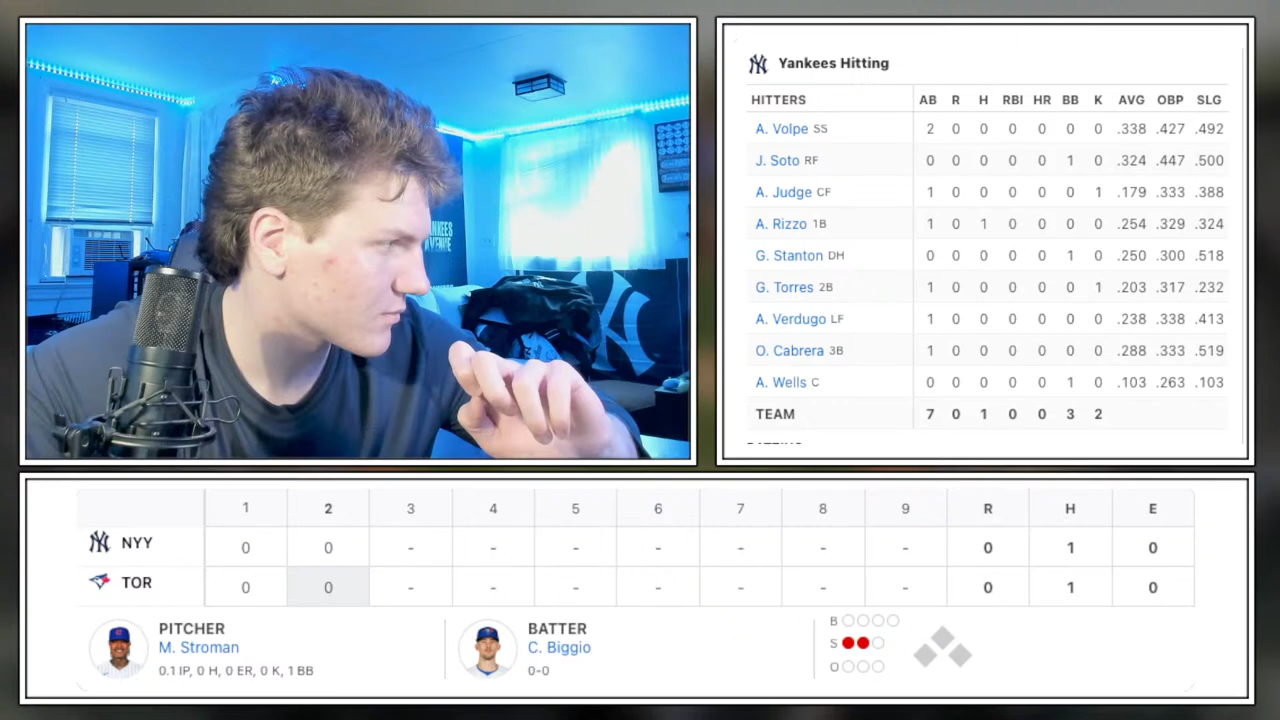 YANKEES
AVENUE
Yankees Hitting
HITTERS AB R H RBI HR BB K AVG OBP SLG
A. Volpe SS 2 0 0 0 0 0 0 .338 .427 .492
J. Soto RF 0 0 0 0 0 1 0 .324 .447 .500
A. Judge CF 1 0 0 0 0 0 1 .179 .333 .388
A. Rizzo 1B 1 0 1 0 0 0 0 .254 .329 .324
G. Stanton DH 0 0 0 0 0 1 0 .250 .300 .518
G. Torres 2B 1 0 0 0 0 0 1 .203 .317 .232
A. Verdugo LF 1 0 0 0 0 0 0 .238 .338 .413
O. Cabrera 3B 1 0 0 0 0 0 0 .288 .333 .519
A. Wells C 0 0 0 0 0 1 0 .103 .263 .103
TEAM 7 0 1 0 0 3 2
1 2 3 4 5 6 7 8 9 R H E
NYY 0 0 - - - - - - - 0 1 0
TOR 0 0 - - - - - - - 0 1 0
PITCHER
M. Stroman
0.1 IP, 0 H, 0 ER, 0 K, 1 BB
BATTER
C. Biggio
0-0
B
S
O